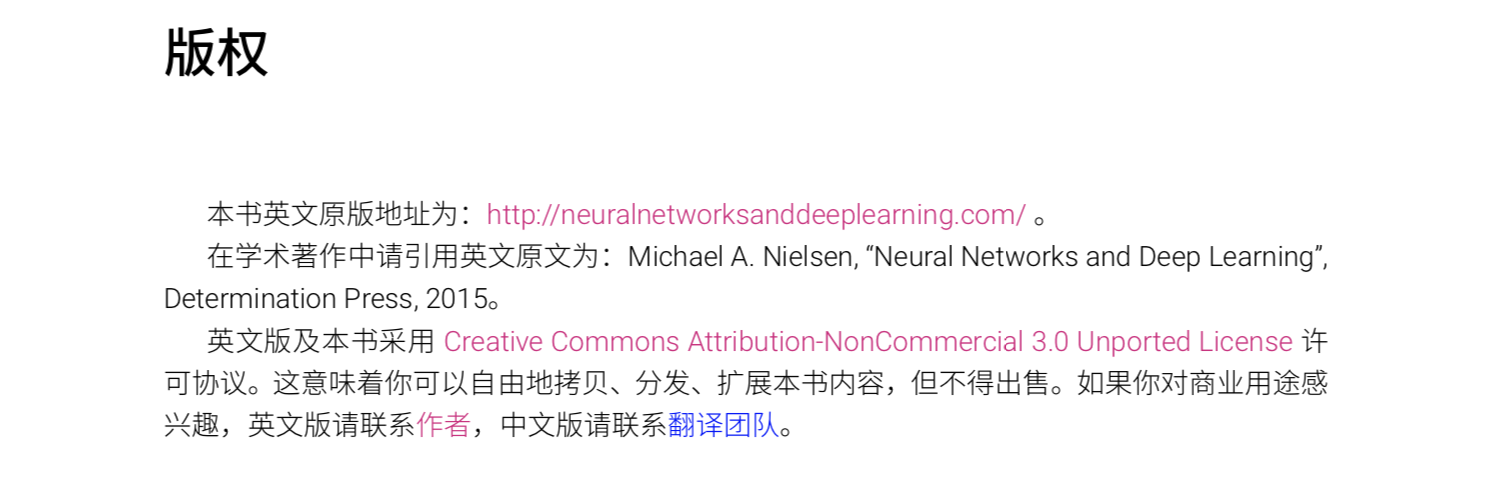 版权
本书英文原版地址为：http://neuralnetworksanddeeplearning.com/ 。
在学术著作中请引用英文原文为：Michael A. Nielsen, “Neural Networks and Deep Learning”,
Determination Press, 2015。
英文版及本书采用 Creative Commons Attribution-NonCommercial 3.0 Unported License 许
可协议。这意味着你可以自由地拷贝、分发、扩展本书内容，但不得出售。如果你对商业用途感
兴趣，英文版请联系作者，中文版请联系翻译团队。